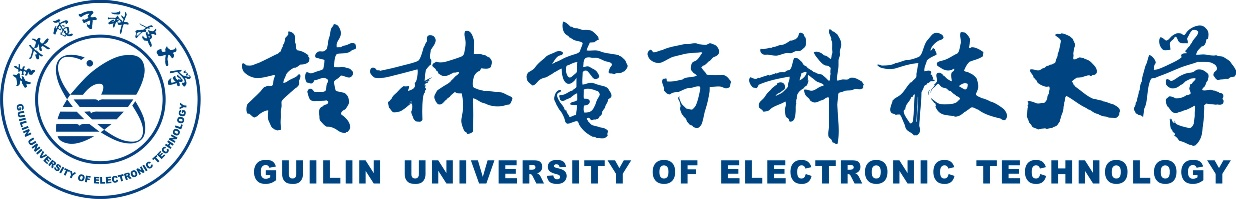 桂林電子科技大学
GUILIN UNIVERSITY OF ELECTRONIC TECHNOLOGY
桂林電子科技大学
GUILIN UNIVERSITY OF ELECTRONIC TECHNOLOGY